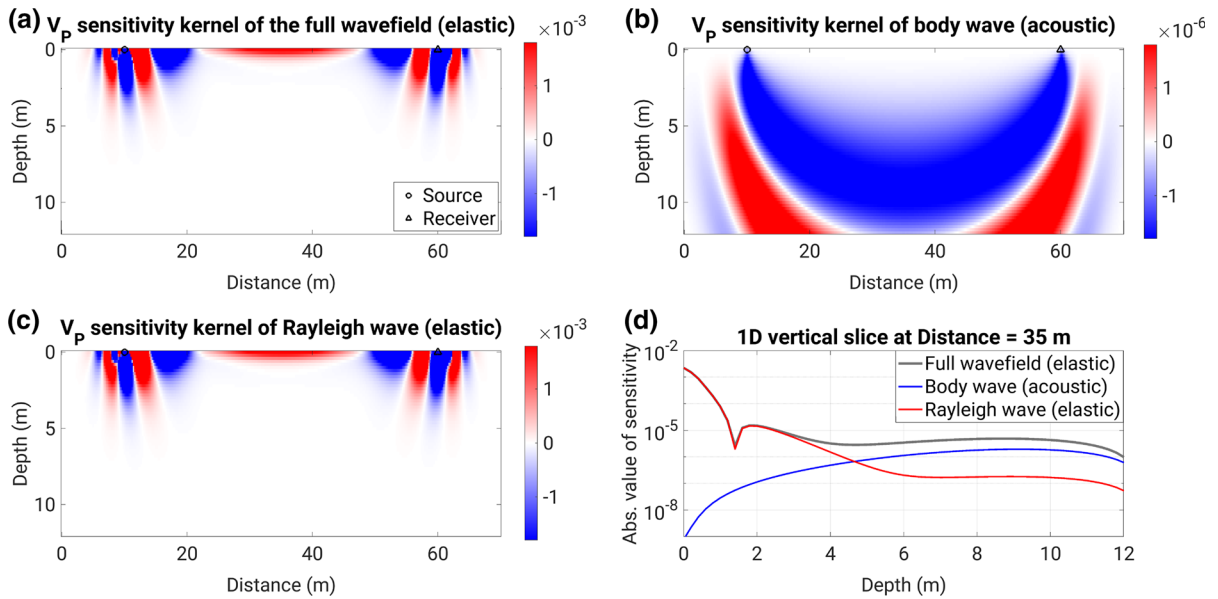 (a) V_P sensitivity kernel of the full wavefield (elastic)
×10⁻³
0
5
10
Depth (m)
1
0
-1
Source
Receiver
0 20 40 60
Distance (m)
(b) V_P sensitivity kernel of body wave (acoustic)
×10⁻⁶
0
5
10
Depth (m)
1
0
-1
0 20 40 60
Distance (m)
(c) V_P sensitivity kernel of Rayleigh wave (elastic)
×10⁻³
0
5
10
Depth (m)
1
0
-1
0 20 40 60
Distance (m)
(d) 1D vertical slice at Distance = 35 m
10⁻²
10⁻⁵
10⁻⁸
Abs. value of sensitivity
Full wavefield (elastic)
Body wave (acoustic)
Rayleigh wave (elastic)
0 2 4 6 8 10 12
Depth (m)